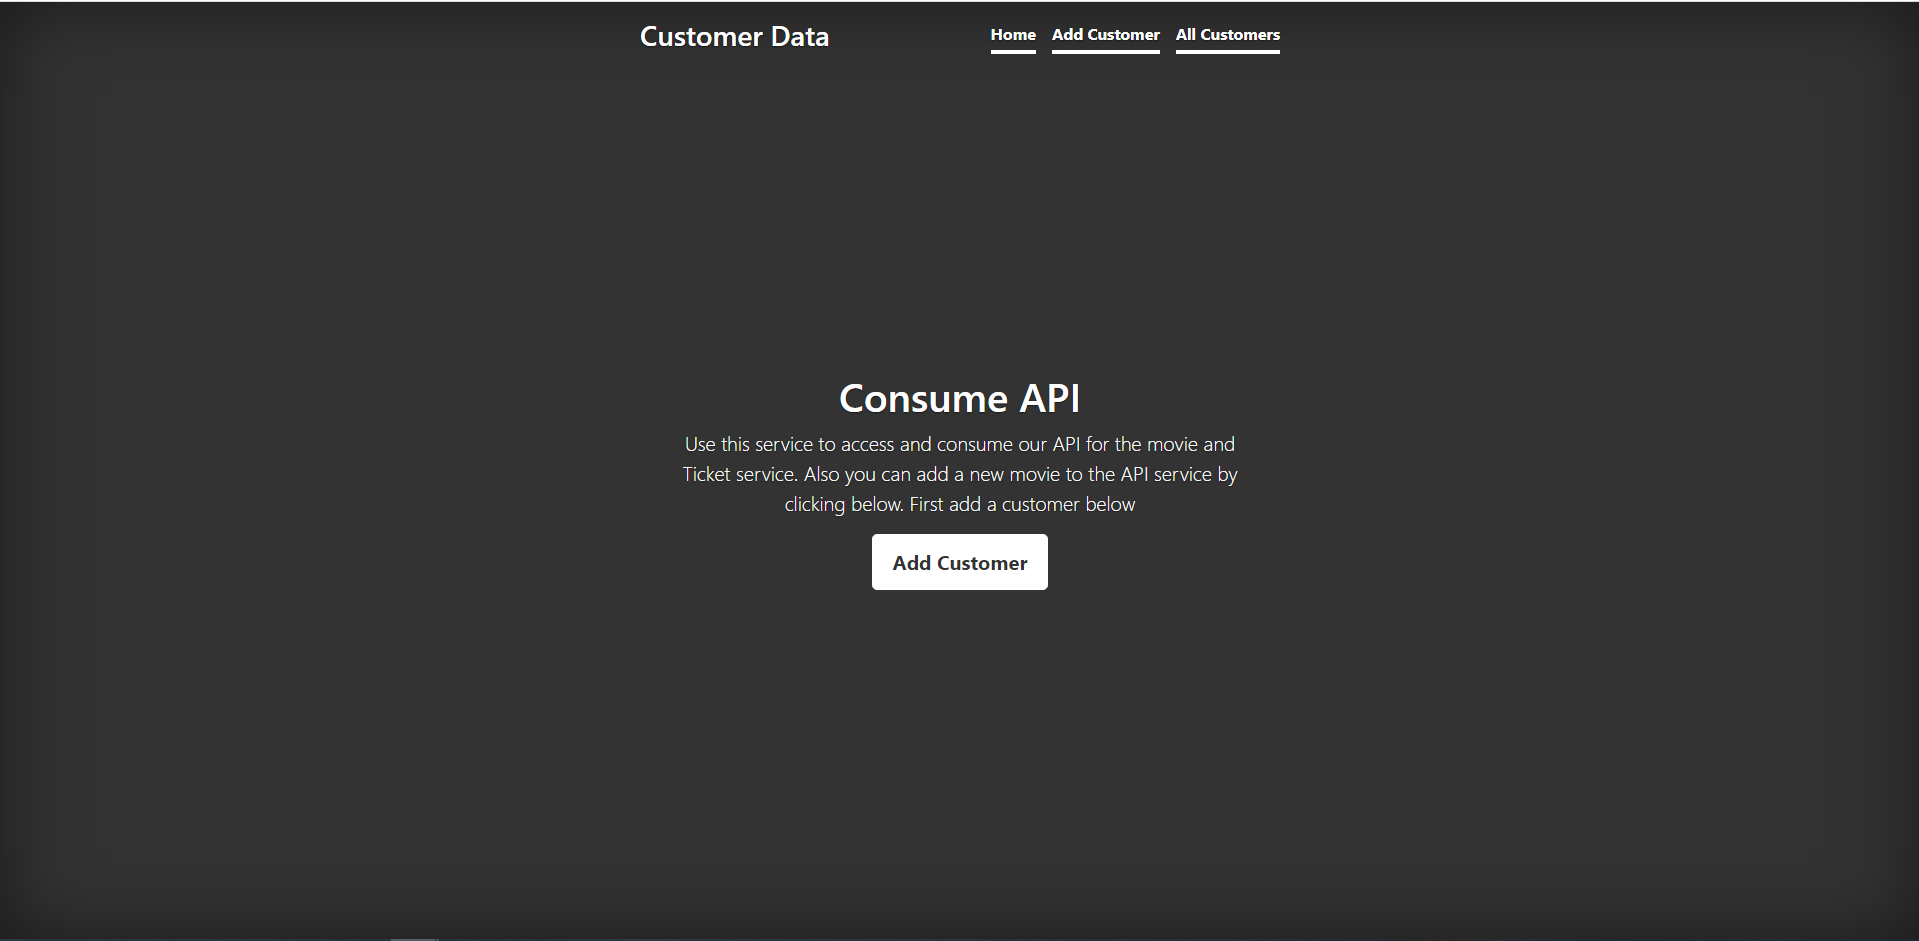 Customer Data
Home Add Customer All Customers
Consume API
Use this service to access and consume our API for the movie and
Ticket service. Also you can add a new movie to the API service by
clicking below. First add a customer below
Add Customer